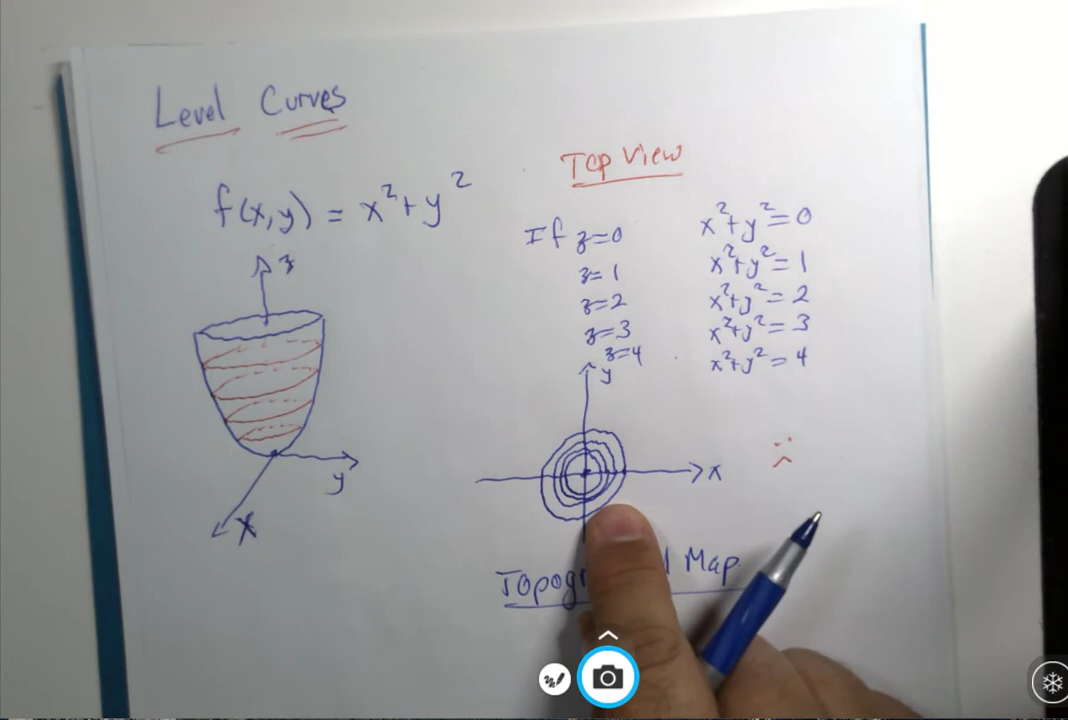 Level Curves
f(x,y) = x²+y²
z
y
x
Top View
If z=0 x²+y²=0
z=1 x²+y²=1
z=2 x²+y²=2
z=3 x²+y²=3
z=4 x²+y²=4
y
x
Map